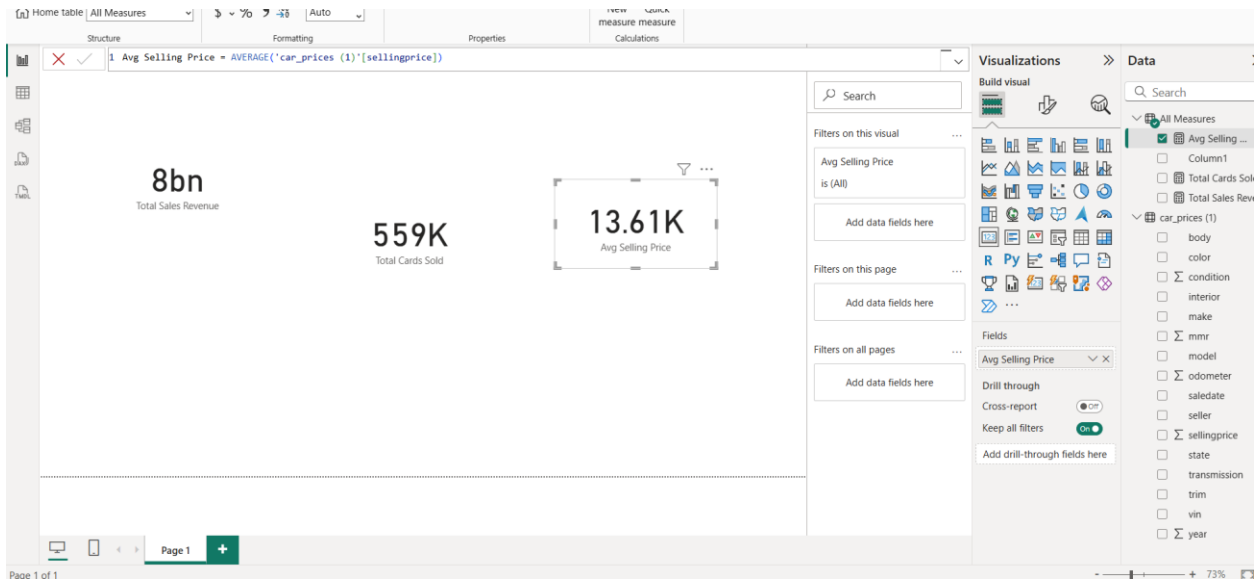 Home table All Measures
$ % Auto
New Quick
measure measure
Structure
Formatting
Properties
Calculations
1 Avg Selling Price = AVERAGE('car_prices (1)'[sellingprice])
8bn
Total Sales Revenue
559K
Total Cards Sold
13.61K
Avg Selling Price
Search
Filters on this visual
Avg Selling Price
is (All)
Add data fields here
Filters on this page
Add data fields here
Filters on all pages
Add data fields here
Visualizations
Build visual
R Py
Fields
Avg Selling Price
Drill through
Cross-report Off
Keep all filters On
Add drill-through fields here
Data
Search
All Measures
Avg Selling ...
Column1
Total Cards Sol
Total Sales Reve
car_prices (1)
body
color
condition
interior
make
mmr
model
odometer
saledate
seller
sellingprice
state
transmission
trim
vin
year
Page 1
Page 1 of 1
- + 73%